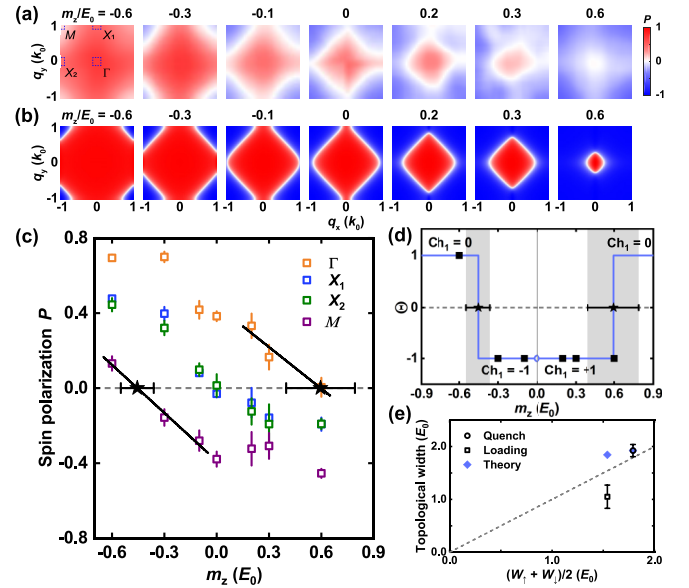 (a) m_z/E_0= -0.6 -0.3 -0.1 0 0.2 0.3 0.6 P
M X_1
X_2 Γ
q_y (k_0)
1
0
-1
1
0
-1
(b) m_z/E_0= -0.6 -0.3 -0.1 0 0.2 0.3 0.6
q_y (k_0)
1
0
-1
-1 0 1 -1 0 1 -1 0 1 -1 0 1 -1 0 1 -1 0 1 -1 0 1
q_x (k_0)
(c)
Spin polarization P
0.8
0.4
0.0
-0.4
-0.8
Γ
X_1
X_2
M
-0.6 -0.3 0.0 0.3 0.6
m_z (E_0)
(d)
Ch_1 = 0 Ch_1 = 0
Θ
1
0
-1
Ch_1 = -1 Ch_1 = +1
-0.9 -0.6 -0.3 0.0 0.3 0.6 0.9
m_z (E_0)
(e)
Topological width (E_0)
2.0
1.0
0.0
Quench
Loading
Theory
0.0 1.0 2.0
(W_↑ + W_↓)/2 (E_0)